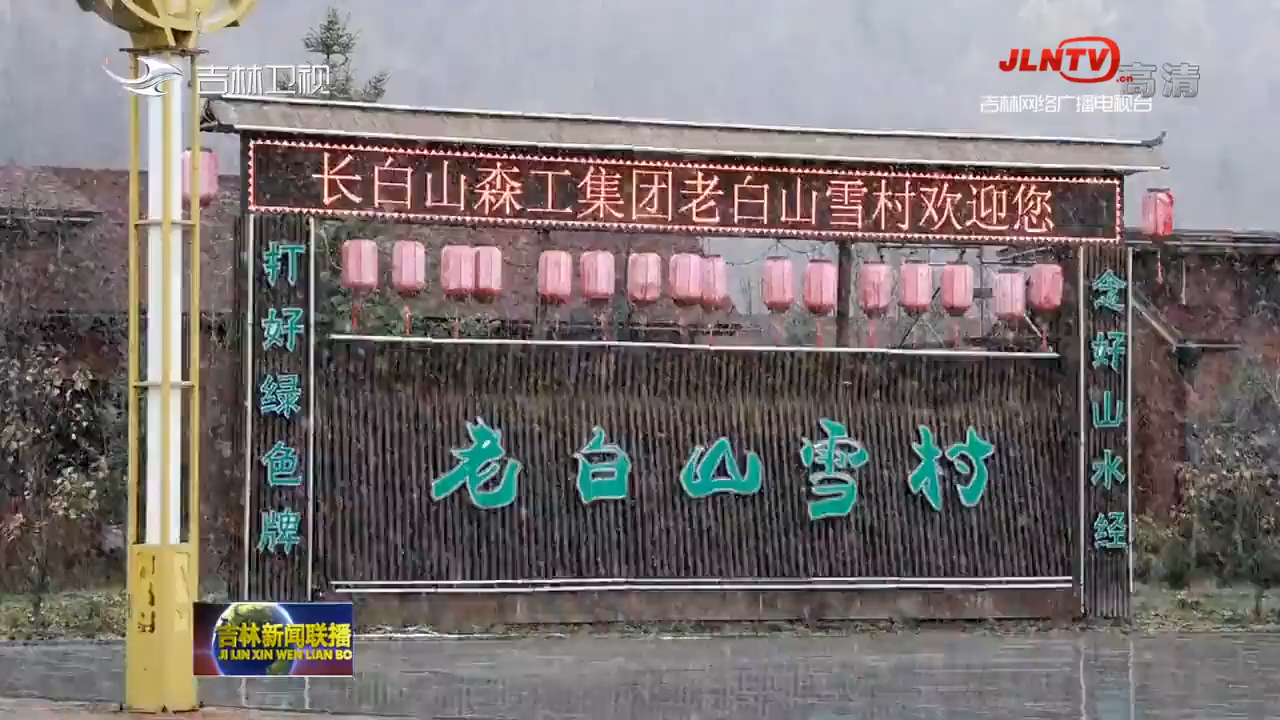 吉林卫视
JLNTV.cn
高清
吉林网络广播电视台
长白山森工集团老白山雪村欢迎您
打好绿色牌
念好山水经
老白山雪村
吉林新闻联播
JI LIN XIN WEN LIAN BO